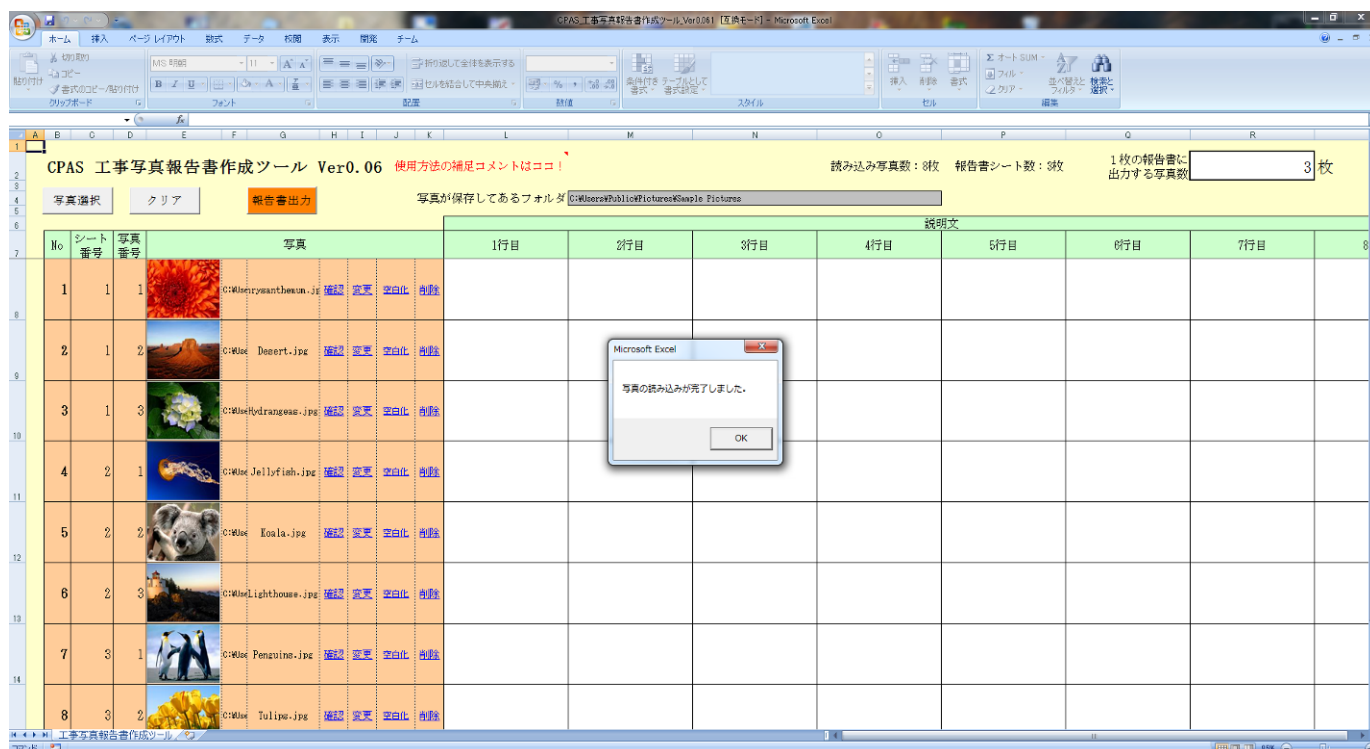 CPAS_工事写真報告書作成ツール_Ver0.061 [互換モード] - Microsoft Excel
ホーム 挿入 ページ レイアウト 数式 データ 校閲 表示 開発 チーム
貼り付け 切り取り コピー 書式のコピー/貼り付け
MS 明朝 11
折り返して全体を表示する
セルを結合して中央揃え
条件付き書式 テーブルとして書式設定
挿入 削除 書式
オート SUM フィル クリア
並べ替えとフィルタ 検索と選択
クリップボード フォント 配置 数値 スタイル セル 編集
A B C D E F G H I J K L M N O P Q R
CPAS 工事写真報告書作成ツール Ver0.06 使用方法の補足コメントはココ! 読み込み写真数:8枚 報告書シート数:3枚 1枚の報告書に出力する写真数 3 枚
写真選択 クリア 報告書出力 写真が保存してあるフォルダ C:¥Users¥Public¥Pictures¥Sample Pictures
説明文
No シート番号 写真番号 写真 1行目 2行目 3行目 4行目 5行目 6行目 7行目 8
1 1 1 C:¥Use rysanthemum.jp 確認 変更 空白化 削除
2 1 2 C:¥Use Desert.jpg 確認 変更 空白化 削除
3 1 3 C:¥Use Hydrangeas.jpg 確認 変更 空白化 削除
4 2 1 C:¥Use Jellyfish.jpg 確認 変更 空白化 削除
5 2 2 C:¥Use Koala.jpg 確認 変更 空白化 削除
6 2 3 C:¥Use Lighthouse.jpg 確認 変更 空白化 削除
7 3 1 C:¥Use Penguins.jpg 確認 変更 空白化 削除
8 3 2 C:¥Use Tulips.jpg 確認 変更 空白化 削除
Microsoft Excel
写真の読み込みが完了しました。
OK
工事写真報告書作成ツール
コマンド 85%